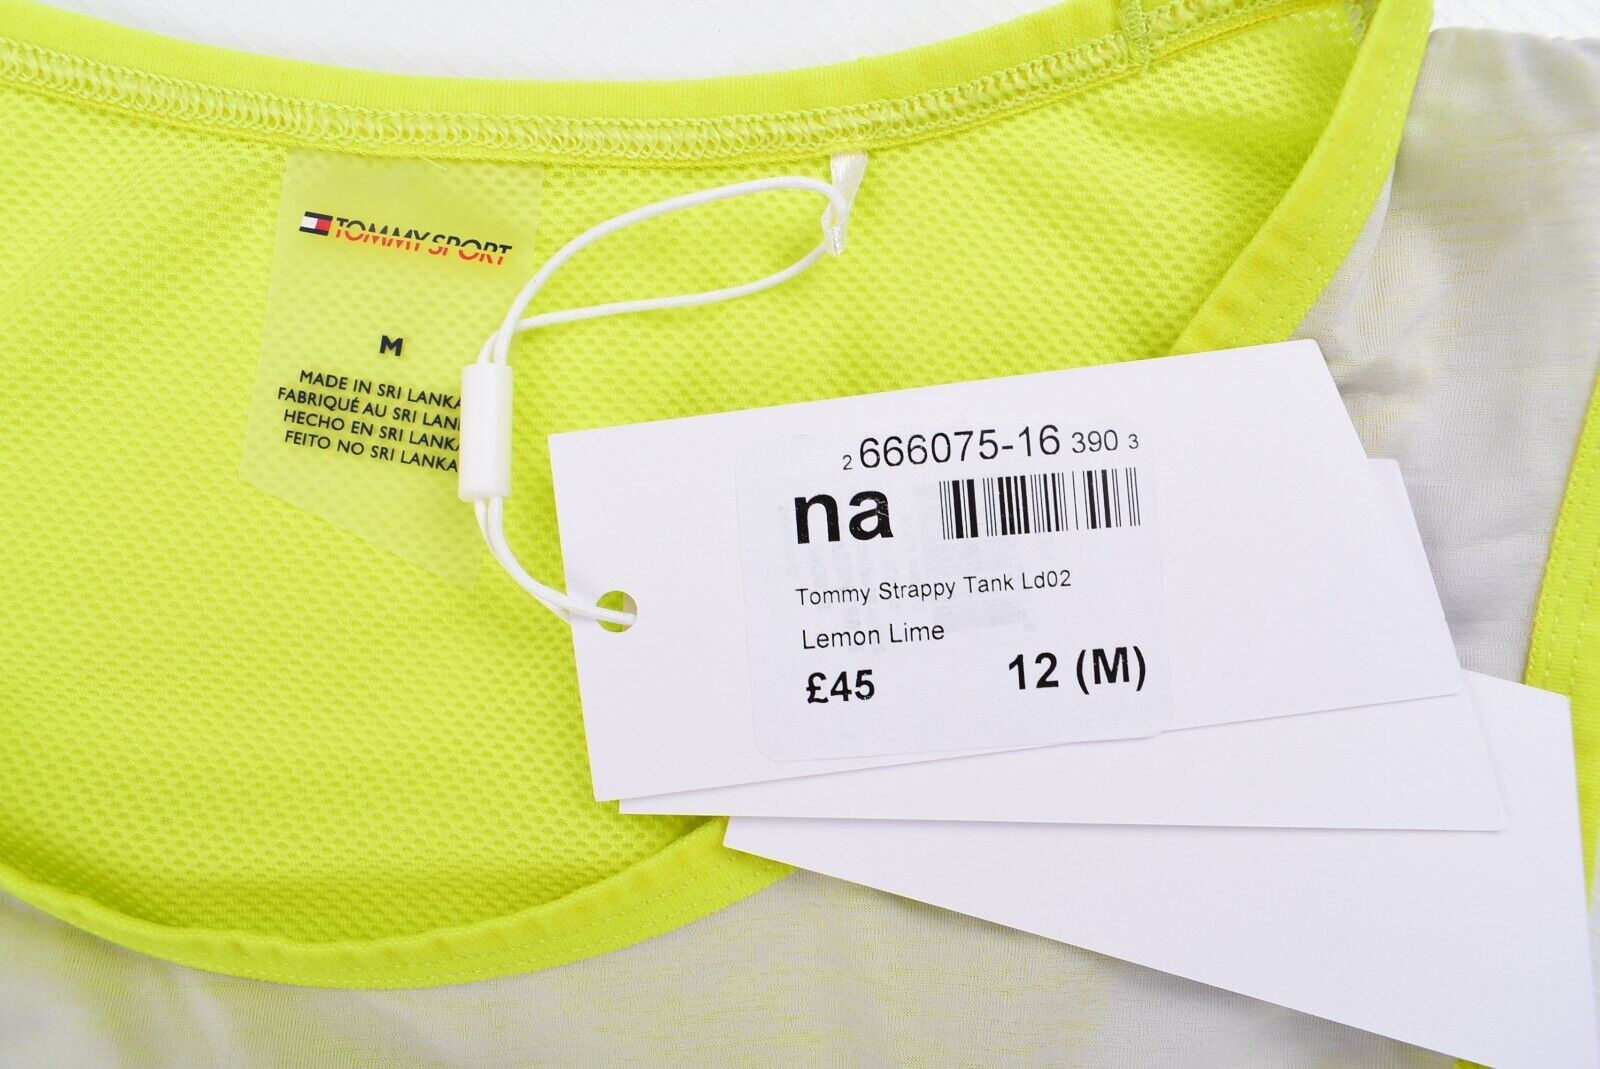 TOMMY SPORT
M
MADE IN SRI LANKA
FABRIQUÉ AU SRI LAN
HECHO EN SRI LANKA
FEITO NO SRI LANKA
2 666075-16 390 3
na
Tommy Strappy Tank Ld02
Lemon Lime
£45 12 (M)